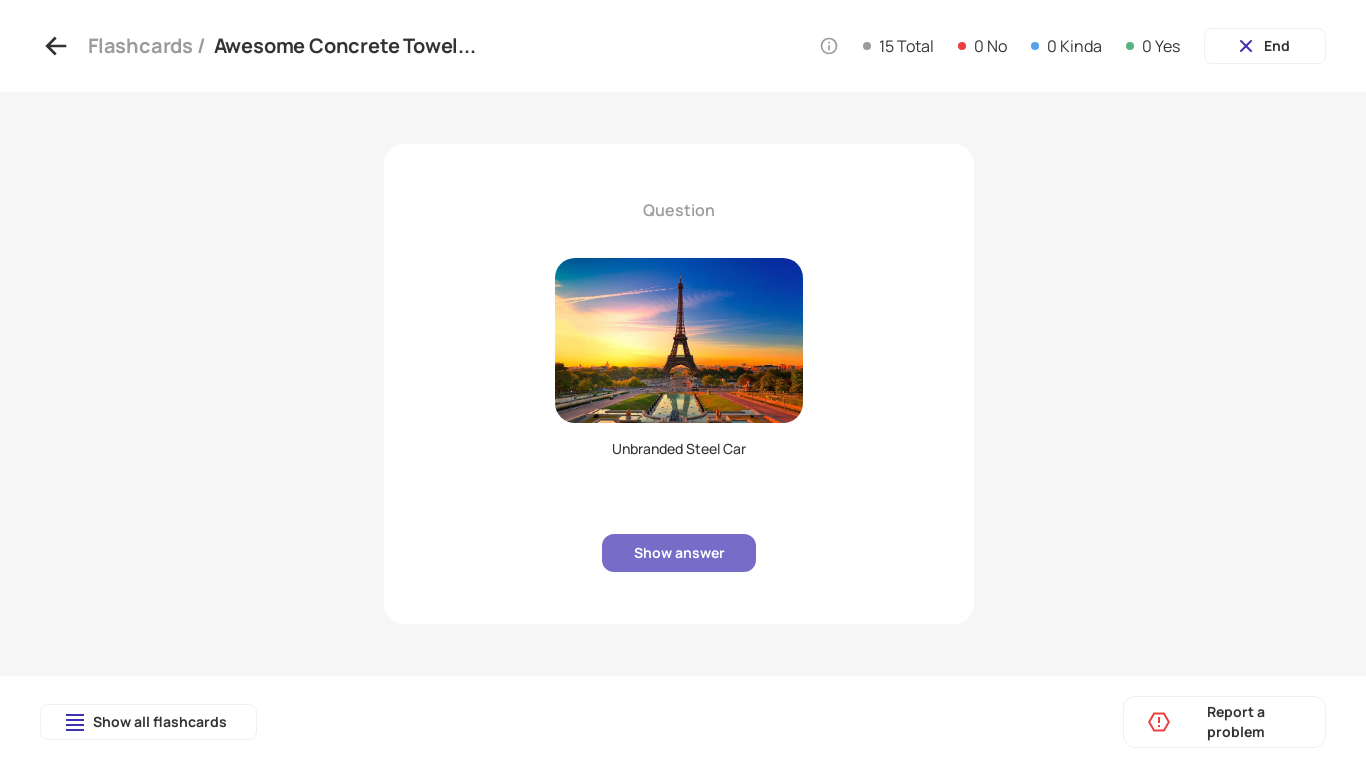 Flashcards / Awesome Concrete Towel...
15 Total
0 No
0 Kinda
0 Yes
End
Question
Unbranded Steel Car
Show answer
Show all flashcards
Report a
problem